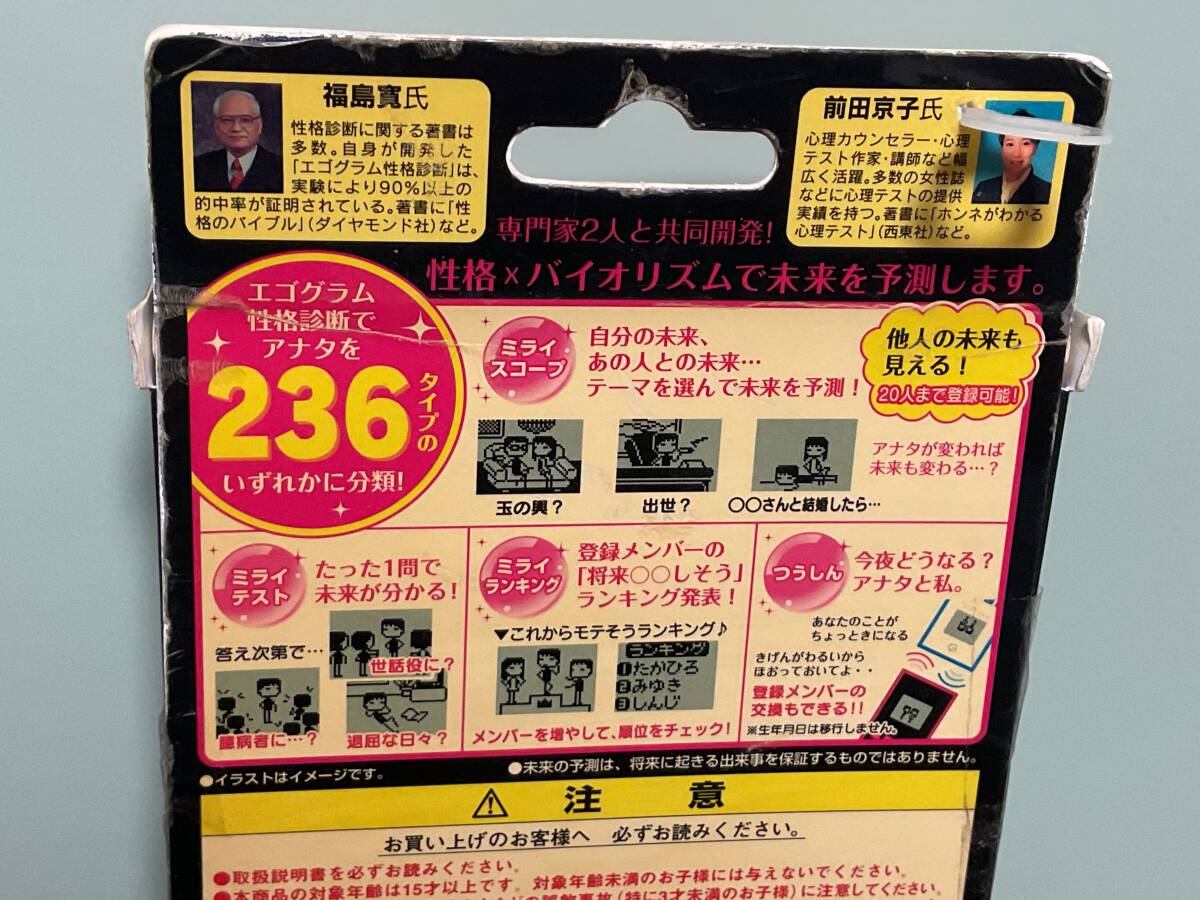 福島寛氏
性格診断に関する著書は
多数。自身が開発した
「エゴグラム性格診断」は、
実験により90%以上の
的中率が証明されている。著書に「性
格のバイブル」(ダイヤモンド社)など。
前田京子氏
心理カウンセラー・心理
テスト作家・講師など幅
広く活躍。多数の女性誌
などに心理テストの提供
実績を持つ。著書に「ホンネがわかる
心理テスト」(西東社)など。
専門家2人と共同開発!
性格×バイオリズムで未来を予測します。
エゴグラム
性格診断で
アナタを
236
タイプの
いずれかに分類!
ミライ
スコープ
自分の未来、
あの人との未来…
テーマを選んで未来を予測!
他人の未来も
見える!
20人まで登録可能!
玉の輿?
出世?
〇〇さんと結婚したら…
アナタが変われば
未来も変わる…?
ミライ
テスト
たった1問で
未来が分かる!
答え次第で…
世話役に?
臆病者に…?
退屈な日々?
ミライ
ランキング
登録メンバーの
「将来〇〇しそう」
ランキング発表!
▼これからモテそうランキング♪
ランキング
1たかひろ
2みゆき
3しんじ
メンバーを増やして、順位をチェック!
つうしん
今夜どうなる?
アナタと私。
あなたのことが
ちょっときになる
きげんがわるいから
ほおっておいてよ・・
登録メンバーの
交換もできる!!
※生年月日は移行しません。
●イラストはイメージです。
●未来の予測は、将来に起きる出来事を保証するものではありません。
⚠ 注意
お買い上げのお客様へ 必ずお読みください。
●取扱説明書を必ずお読みください。
●本商品の対象年齢は15才以上です。対象年齢未満のお子様には与えないでください。
(特に3才未満のお子様)に注意してください。